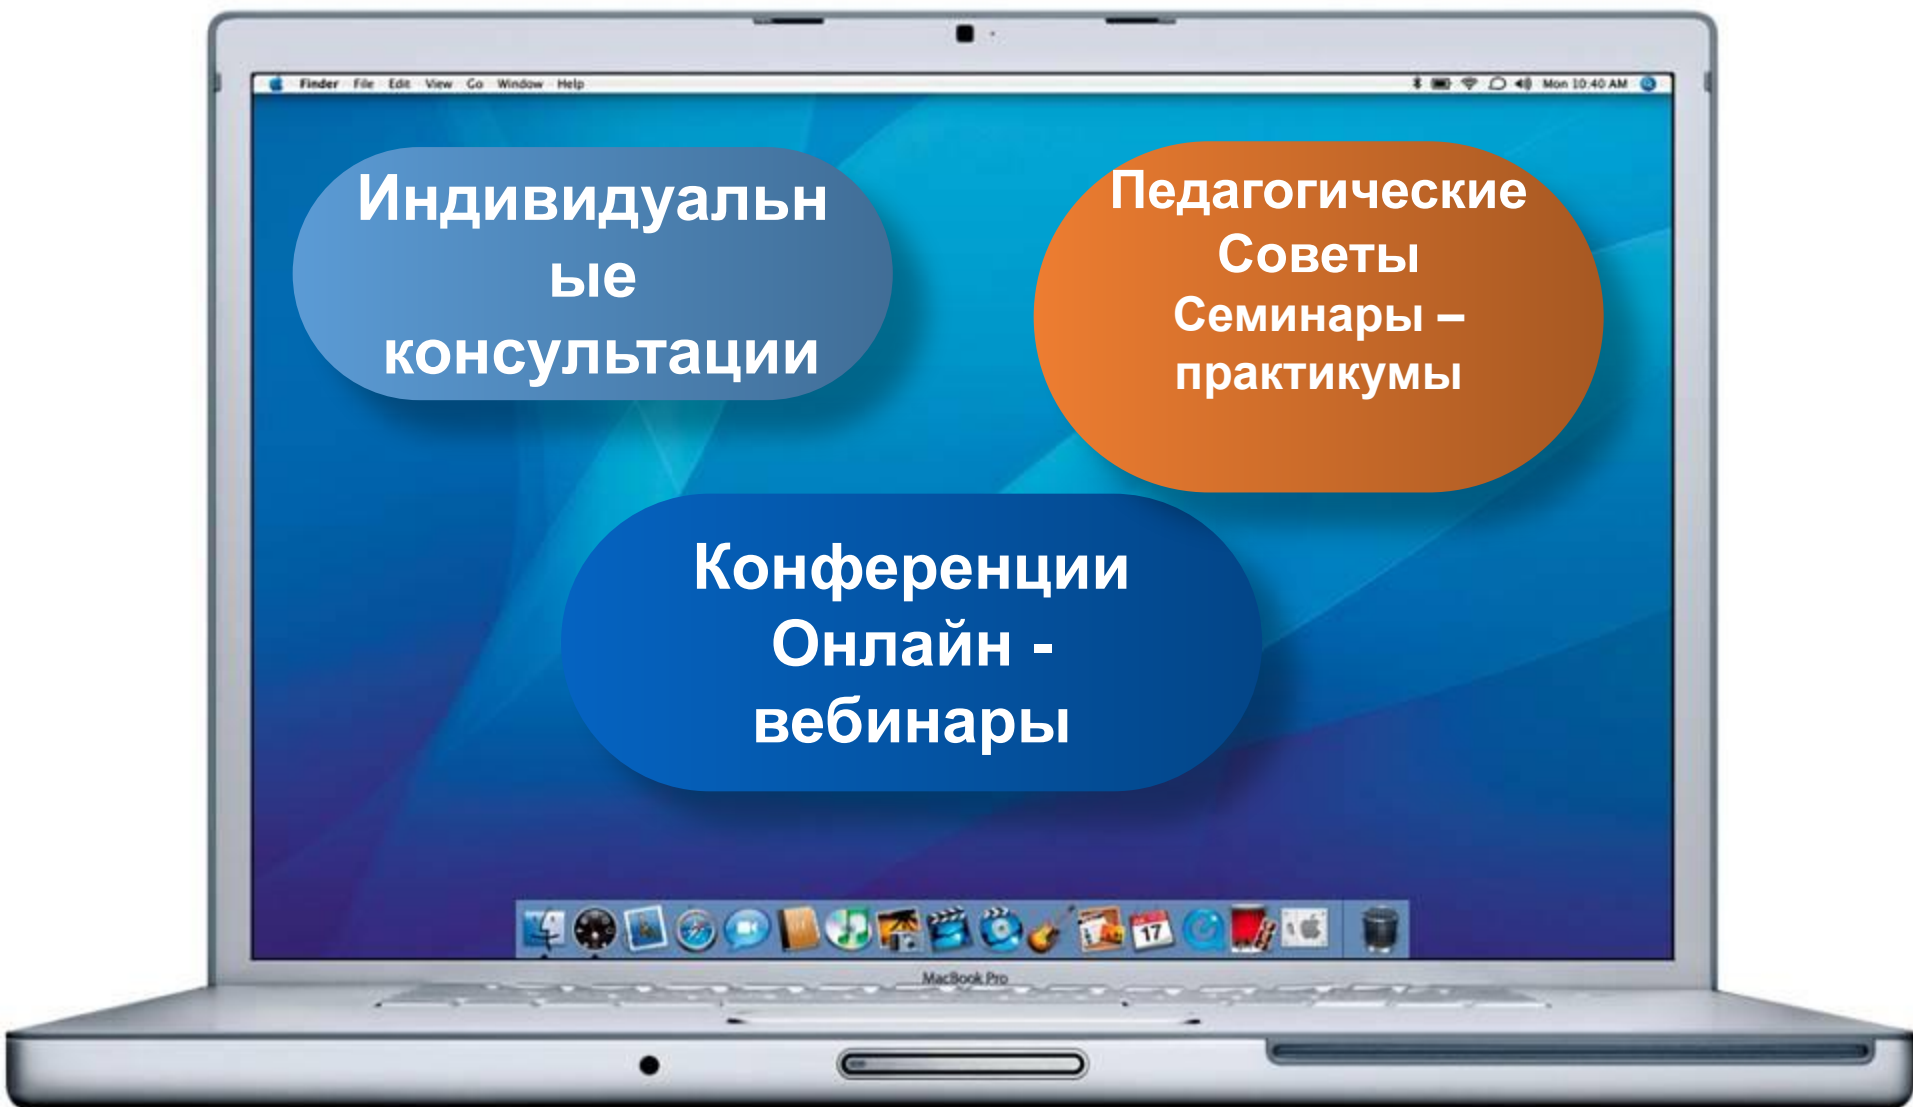 Finder File Edit View Go Window Help
Mon 10:40 AM
Индивидуальн
ые
консультации
Педагогические
Советы
Семинары –
практикумы
Конференции
Онлайн -
вебинары
17
MacBook Pro